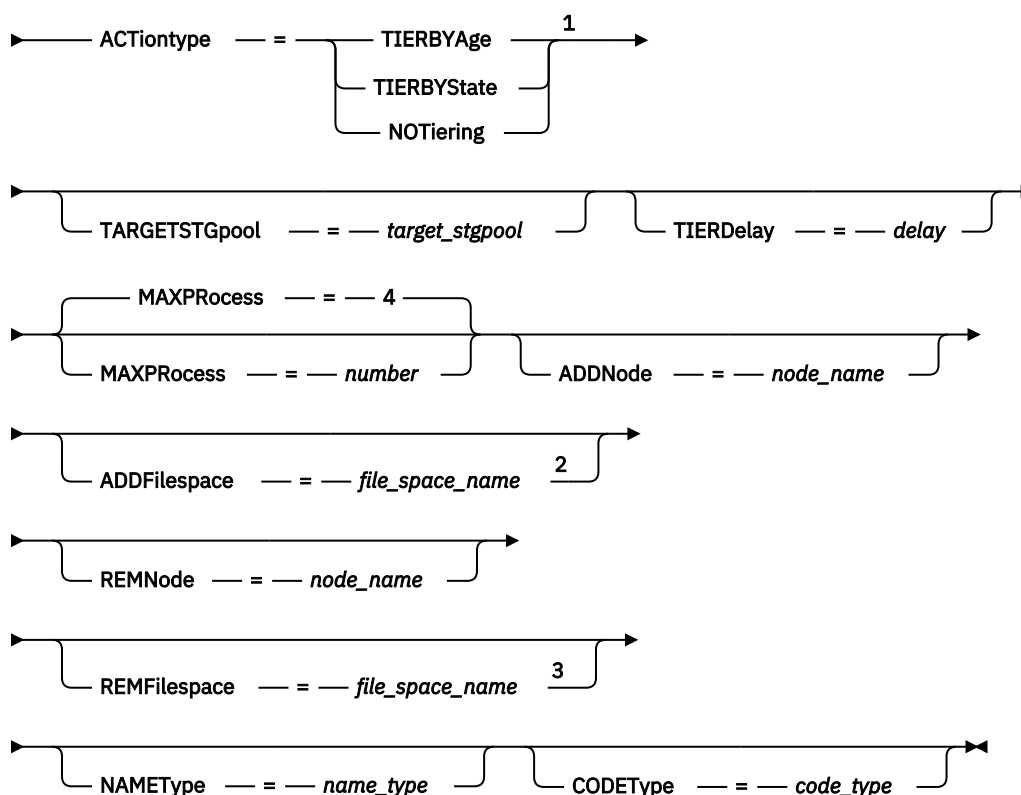 1
ACTiontype = TIERBYAge
TIERBYState
NOTiering
TARGETSTGpool = target_stgpool TIERDelay = delay
MAXPRocess = 4
MAXPRocess = number ADDNode = node_name
2
ADDFilespace = file_space_name
REMNode = node_name
3
REMFilespace = file_space_name
NAMEType = name_type CODEType = code_type